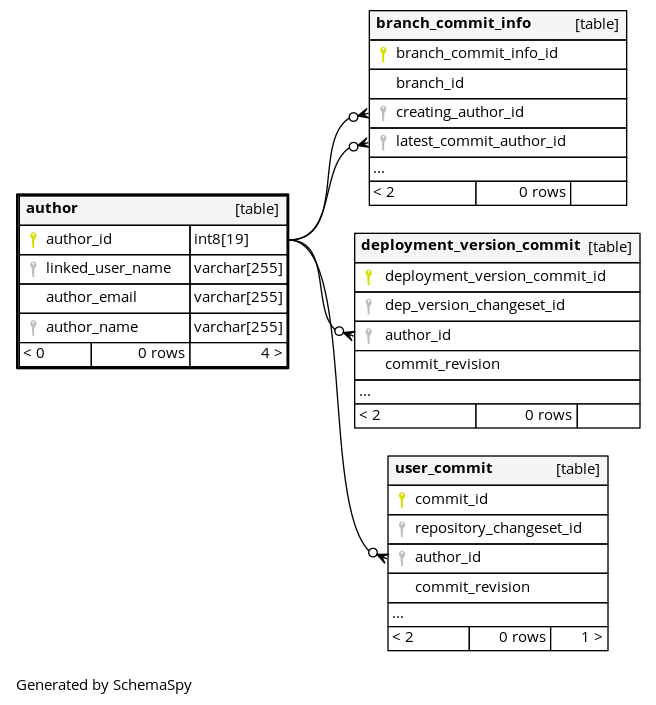 branch_commit_info [table]
branch_commit_info_id
branch_id
creating_author_id
latest_commit_author_id
...
< 2 0 rows
author [table]
author_id int8[19]
linked_user_name varchar[255]
author_email varchar[255]
author_name varchar[255]
< 0 0 rows 4 >
deployment_version_commit [table]
deployment_version_commit_id
dep_version_changeset_id
author_id
commit_revision
...
< 2 0 rows
user_commit [table]
commit_id
repository_changeset_id
author_id
commit_revision
...
< 2 0 rows 1 >
Generated by SchemaSpy